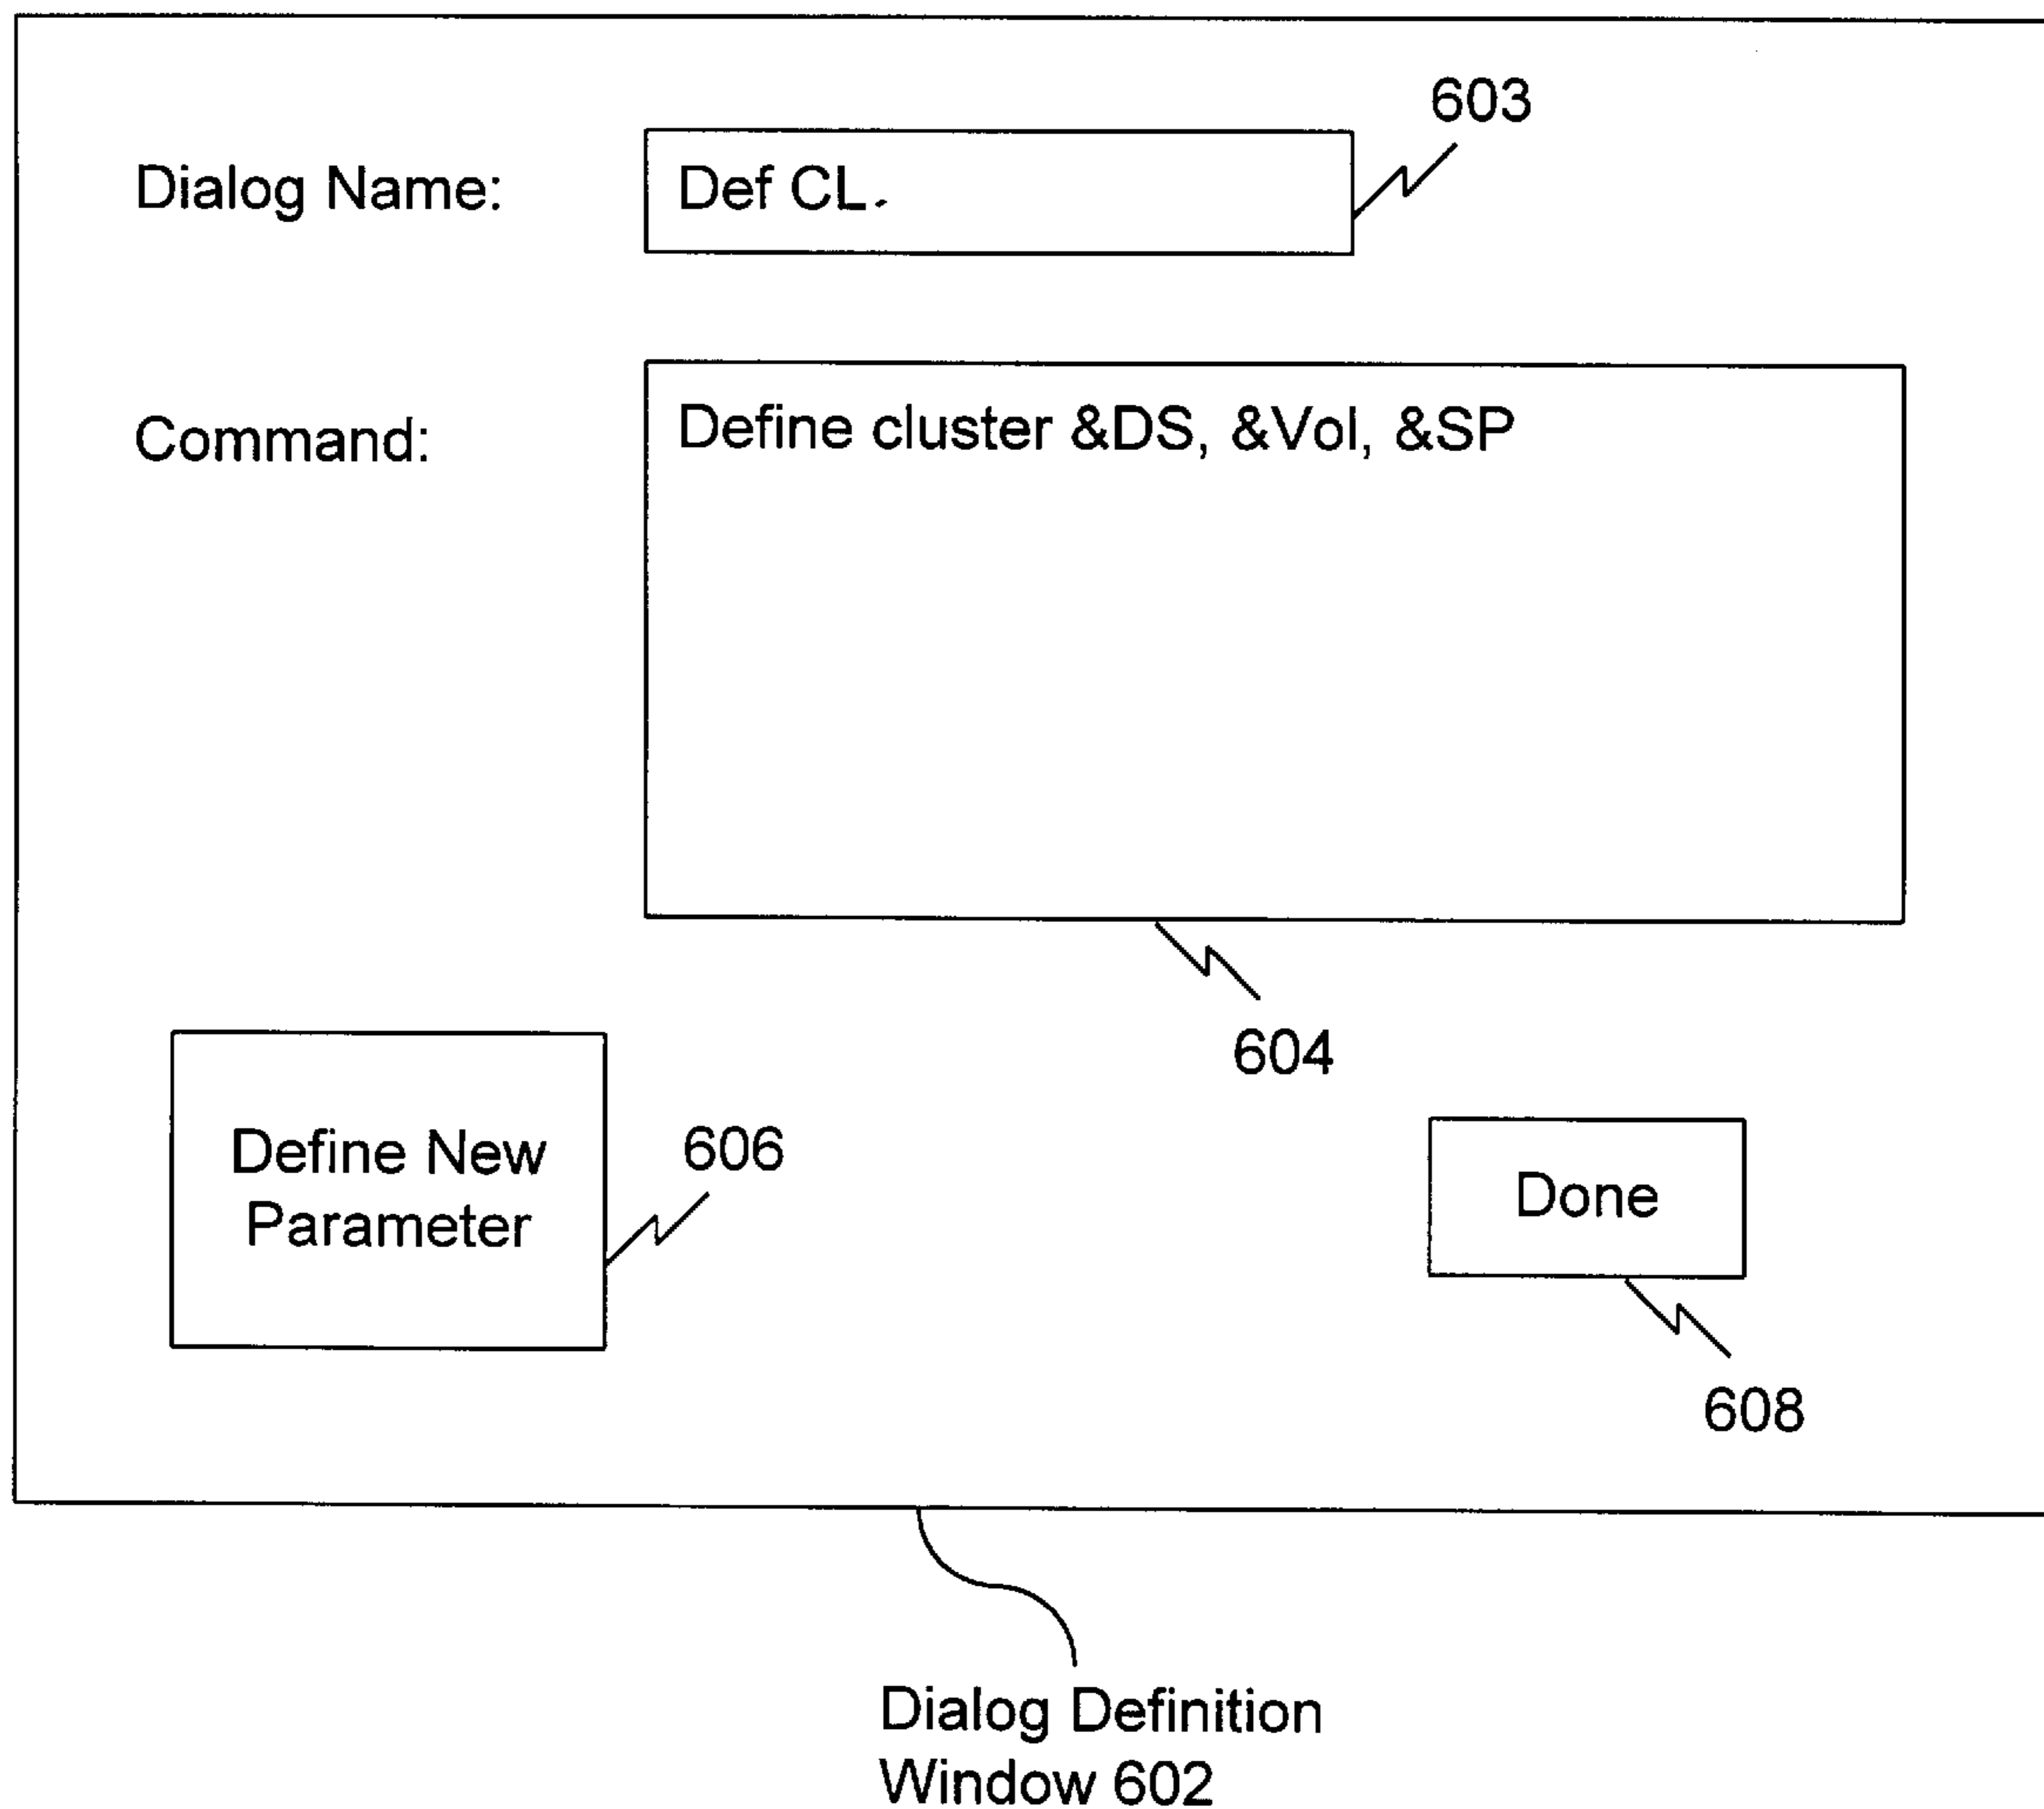 603
Dialog Name:
Def CL.
Command:
Define cluster &DS, &Vol, &SP
604
Define New
Parameter
606
Done
608
Dialog Definition
Window 602